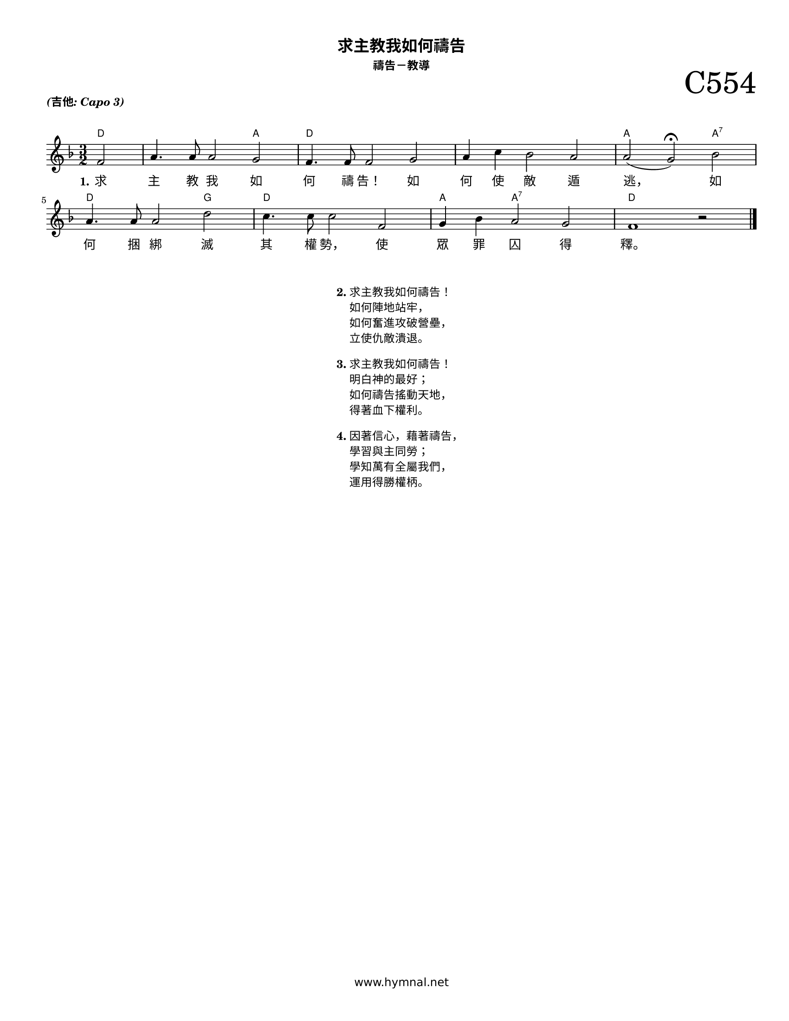 求主教我如何禱告
禱告－教導
C554
(吉他: Capo 3)
D A D A A7
1. 求 主 教 我 如 何 禱 告！ 如 何 使 敵 遁 逃， 如
5 D G D A A7 D
何 捆 綁 滅 其 權 勢， 使 眾 罪 囚 得 釋。
2. 求主教我如何禱告！
如何陣地站牢，
如何奮進攻破營壘，
立使仇敵潰退。
3. 求主教我如何禱告！
明白神的最好；
如何禱告搖動天地，
得著血下權利。
4. 因著信心，藉著禱告，
學習與主同勞；
學知萬有全屬我們，
運用得勝權柄。
www.hymnal.net